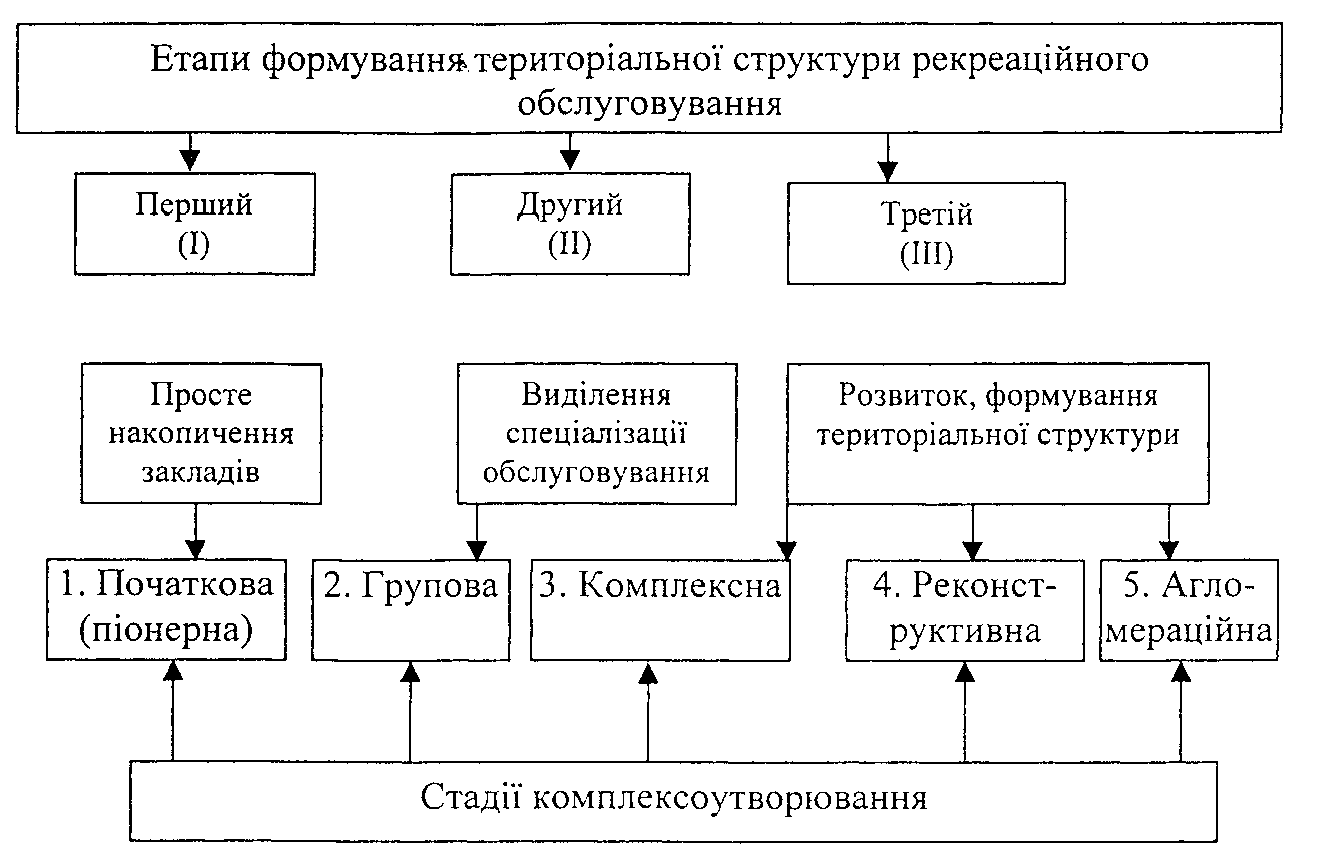 Етапи формування територіальної структури рекреаційного
обслуговування
Перший
(I)
Другий
(II)
Третій
(III)
Просте
накопичення
закладів
Виділення
спеціалізації
обслуговування
Розвиток, формування
територіальної структури
1. Початкова
(піонерна)
2. Групова
3. Комплексна
4. Реконст-
руктивна
5. Агло-
мераційна
Стадії комплексоутворювання